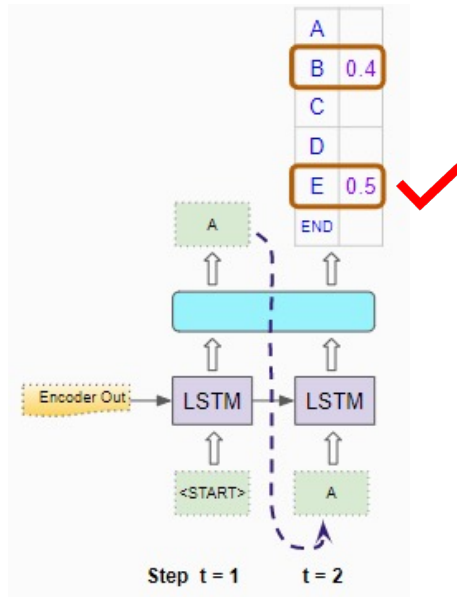 A
B 0.4
C
D
E 0.5
END
A
Encoder Out
LSTM
LSTM
<START>
A
Step t = 1
t = 2